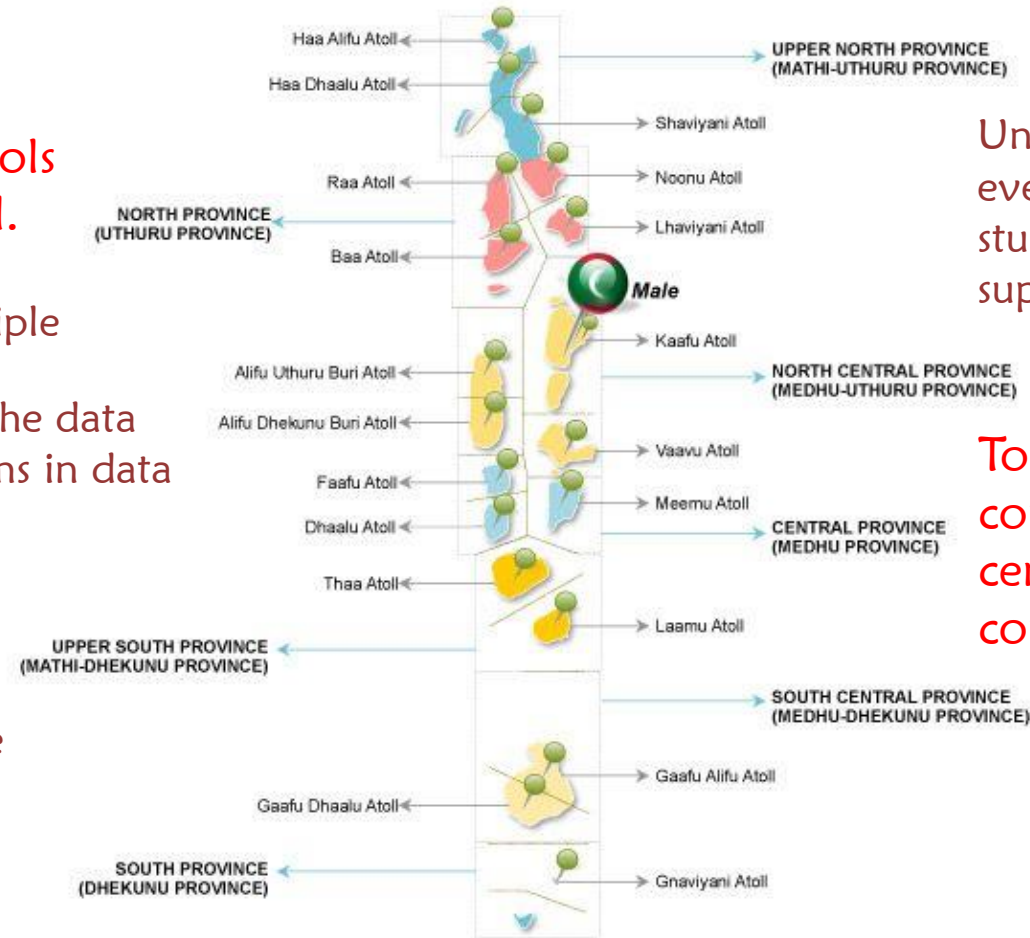 Haa Alifu Atoll
Haa Dhaalu Atoll
UPPER NORTH PROVINCE
(MATHI-UTHURU PROVINCE)
Shaviyani Atoll
ols
d.
Raa Atoll
Noonu Atoll
NORTH PROVINCE
(UTHURU PROVINCE)
Lhaviyani Atoll
Baa Atoll
Un
eve
stu
sup
Male
iple
Kaafu Atoll
Alifu Uthuru Buri Atoll
NORTH CENTRAL PROVINCE
(MEDHU-UTHURU PROVINCE)
he data
ns in data
Alifu Dhekunu Buri Atoll
Vaavu Atoll
Faafu Atoll
Meemu Atoll
Dhaalu Atoll
CENTRAL PROVINCE
(MEDHU PROVINCE)
To
co
cer
co
Thaa Atoll
Laamu Atoll
UPPER SOUTH PROVINCE
(MATHI-DHEKUNU PROVINCE)
SOUTH CENTRAL PROVINCE
(MEDHU-DHEKUNU PROVINCE)
e
Gaafu Alifu Atoll
Gaafu Dhaalu Atoll
SOUTH PROVINCE
(DHEKUNU PROVINCE)
Gnaviyani Atoll